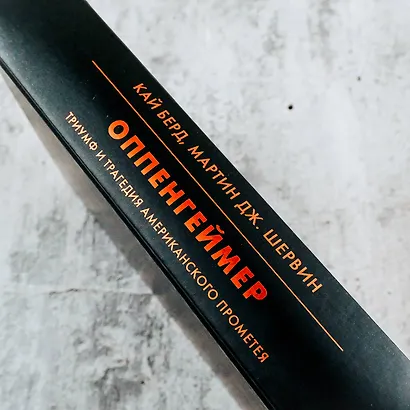 КАЙ БЕРД, МАРТИН ДЖ. ШЕРВИН
ОППЕНГЕЙМЕР
ТРИУМФ И ТРАГЕДИЯ АМЕРИКАНСКОГО ПРОМЕТЕЯ